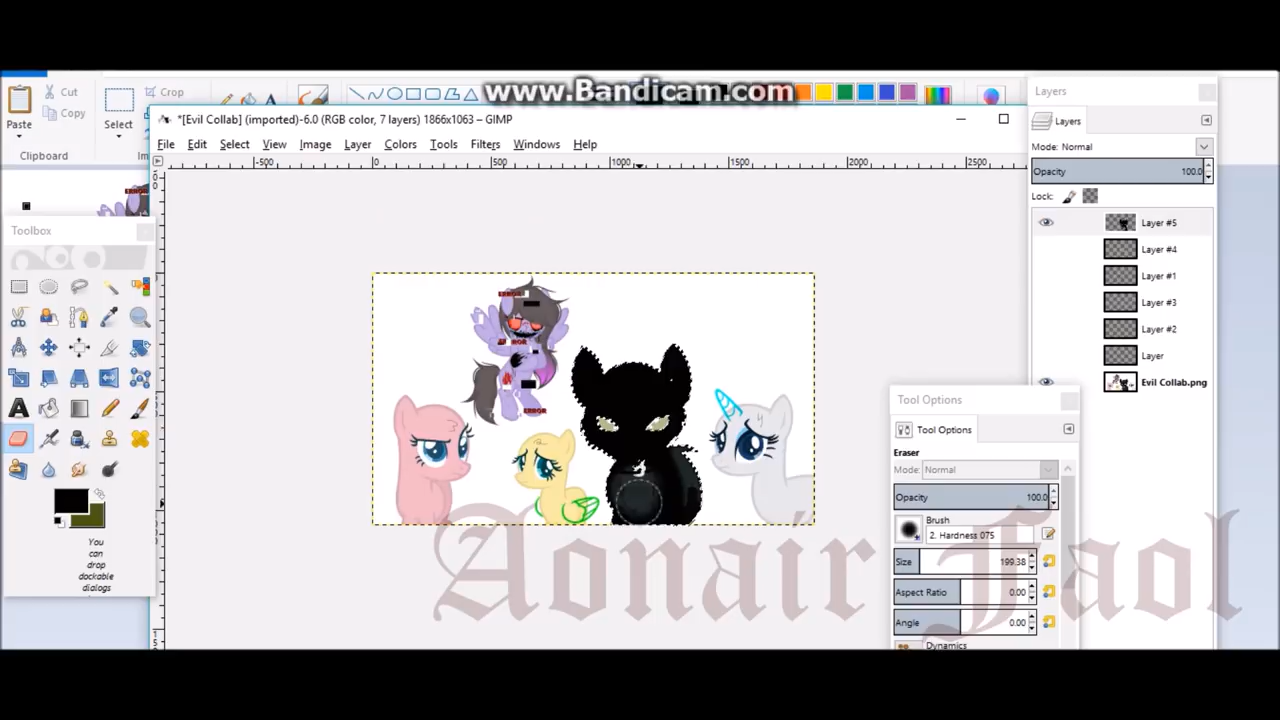 www.Bandicam.com
Cut
Crop
Paste
Copy
Select
Clipboard
*[Evil Collab] (imported)-6.0 (RGB color, 7 layers) 1866x1063 – GIMP
File Edit Select View Image Layer Colors Tools Filters Windows Help
-500 0 500 1000 1500 2000 2500
Toolbox
You
can
drop
dockable
dialogs
ERROR
ERROR
ERROR
Layers
Layers
Mode: Normal
Opacity 100.0
Lock:
Layer #5
Layer #4
Layer #1
Layer #3
Layer #2
Layer
Evil Collab.png
Tool Options
Tool Options
Eraser
Mode: Normal
Opacity 100.0
Brush
2. Hardness 075
Size 199.38
Aspect Ratio 0.00
Angle 0.00
Dynamics
Aonair Faol